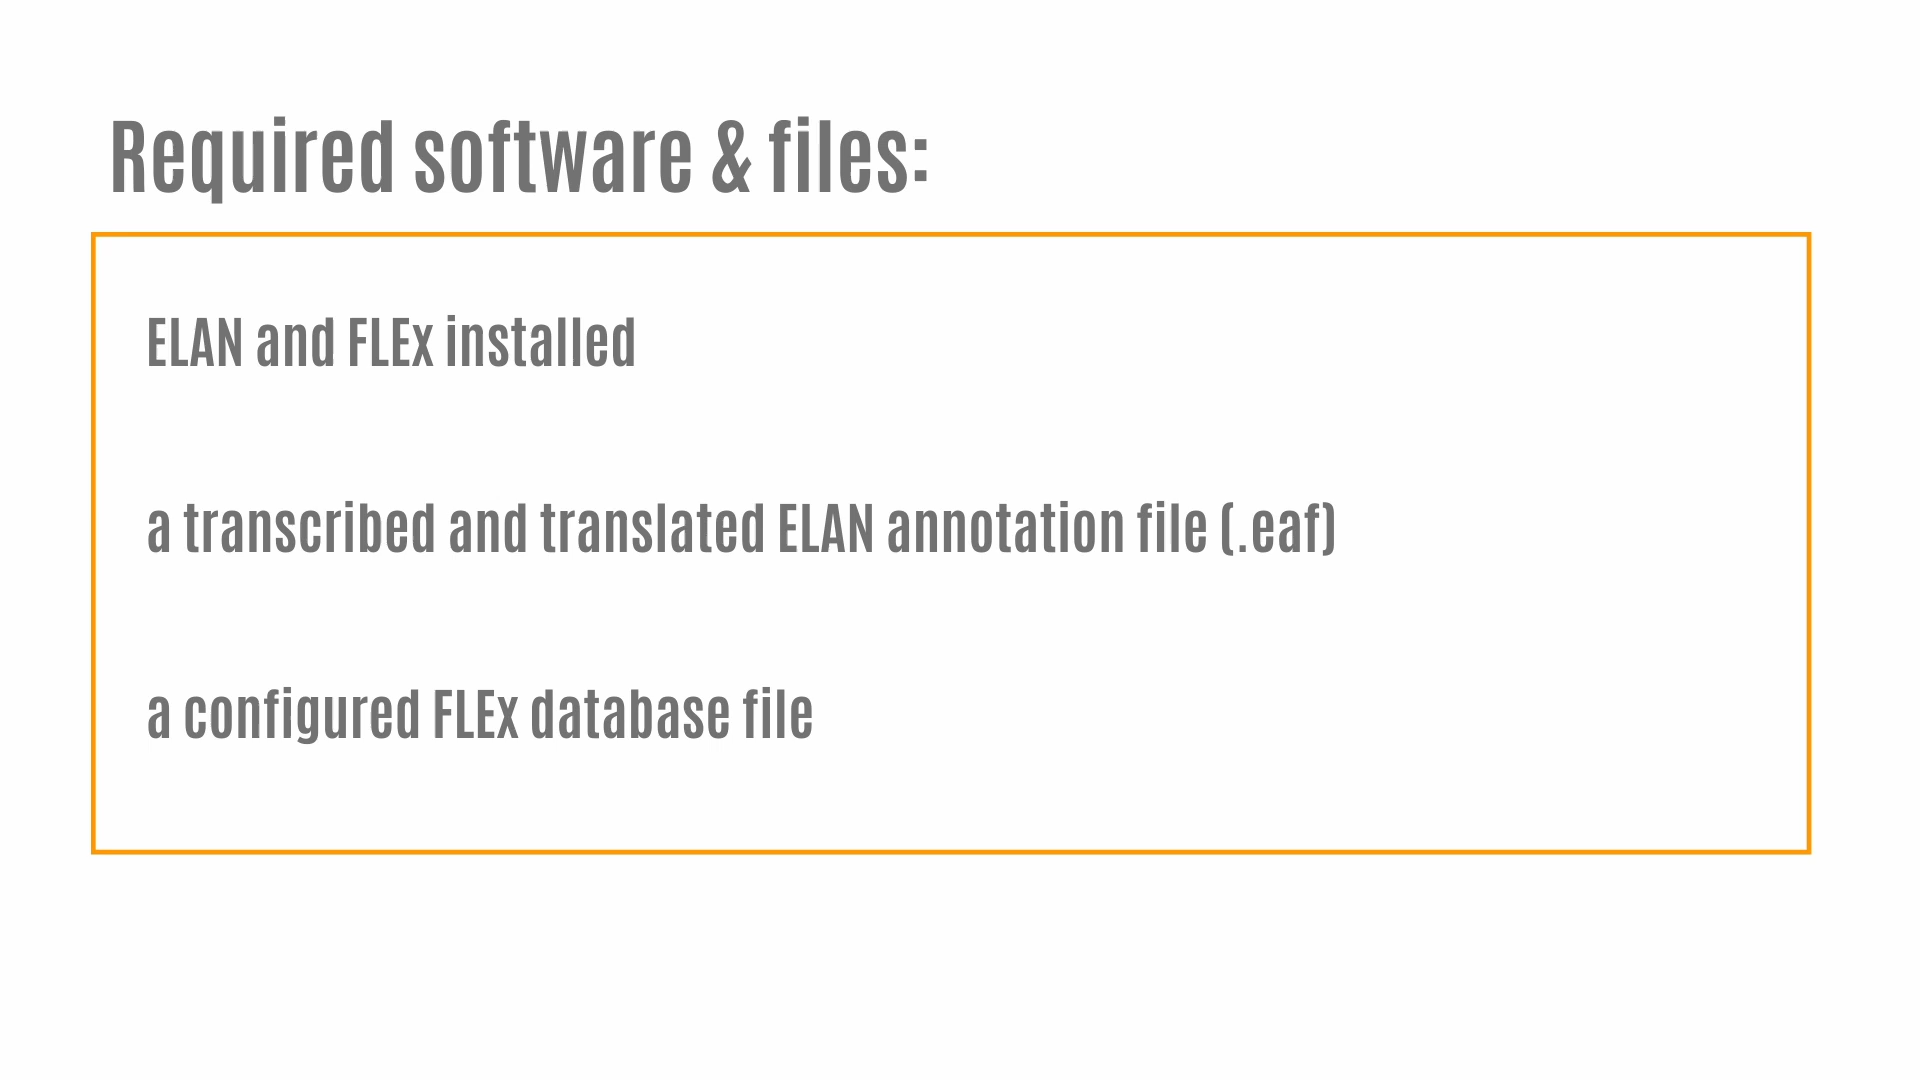 Required software & files:
ELAN and FLEx installed
a transcribed and translated ELAN annotation file (.eaf)
a configured FLEx database file